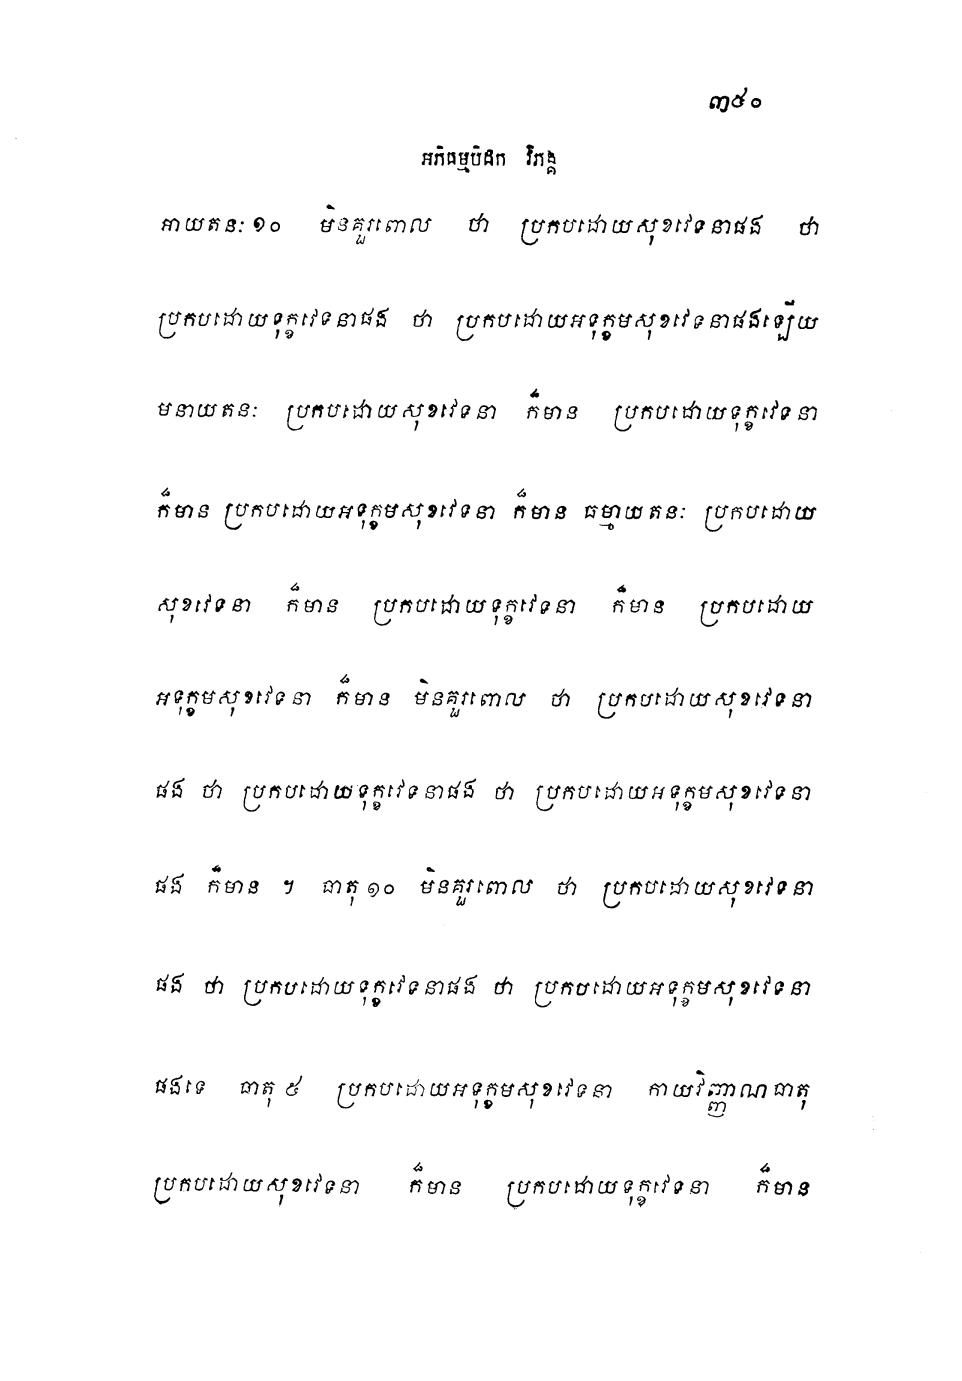 ៣៥០
អភិធម្មបិដក វិភង្គ
អាយតនៈ ១០ មិនគួរពោល ថា ប្រកបដោយសុខវេទនាផង ថា
ប្រកបដោយទុក្ខវេទនាផង ថា ប្រកបដោយអទុក្ខមសុខវេទនាផងឡើយ
មនាយតនៈ ប្រកបដោយសុខវេទនា ក៏មាន ប្រកបដោយទុក្ខវេទនា
ក៏មាន ប្រកបដោយអទុក្ខមសុខវេទនា ក៏មាន ធម្មាយតនៈ ប្រកបដោយ
សុខវេទនា ក៏មាន ប្រកបដោយទុក្ខវេទនា ក៏មាន ប្រកបដោយ
អទុក្ខមសុខវេទនា ក៏មាន មិនគួរពោល ថា ប្រកបដោយសុខវេទនា
ផង ថា ប្រកបដោយទុក្ខវេទនាផង ថា ប្រកបដោយអទុក្ខមសុខវេទនា
ផង ក៏មាន ។ ធាតុ ១០ មិនគួរពោល ថា ប្រកបដោយសុខវេទនា
ផង ថា ប្រកបដោយទុក្ខវេទនាផង ថា ប្រកបដោយអទុក្ខមសុខវេទនា
ផងទេ ធាតុ ៥ ប្រកបដោយអទុក្ខមសុខវេទនា កាយវិញ្ញាណធាតុ
ប្រកបដោយសុខវេទនា ក៏មាន ប្រកបដោយទុក្ខវេទនា ក៏មាន